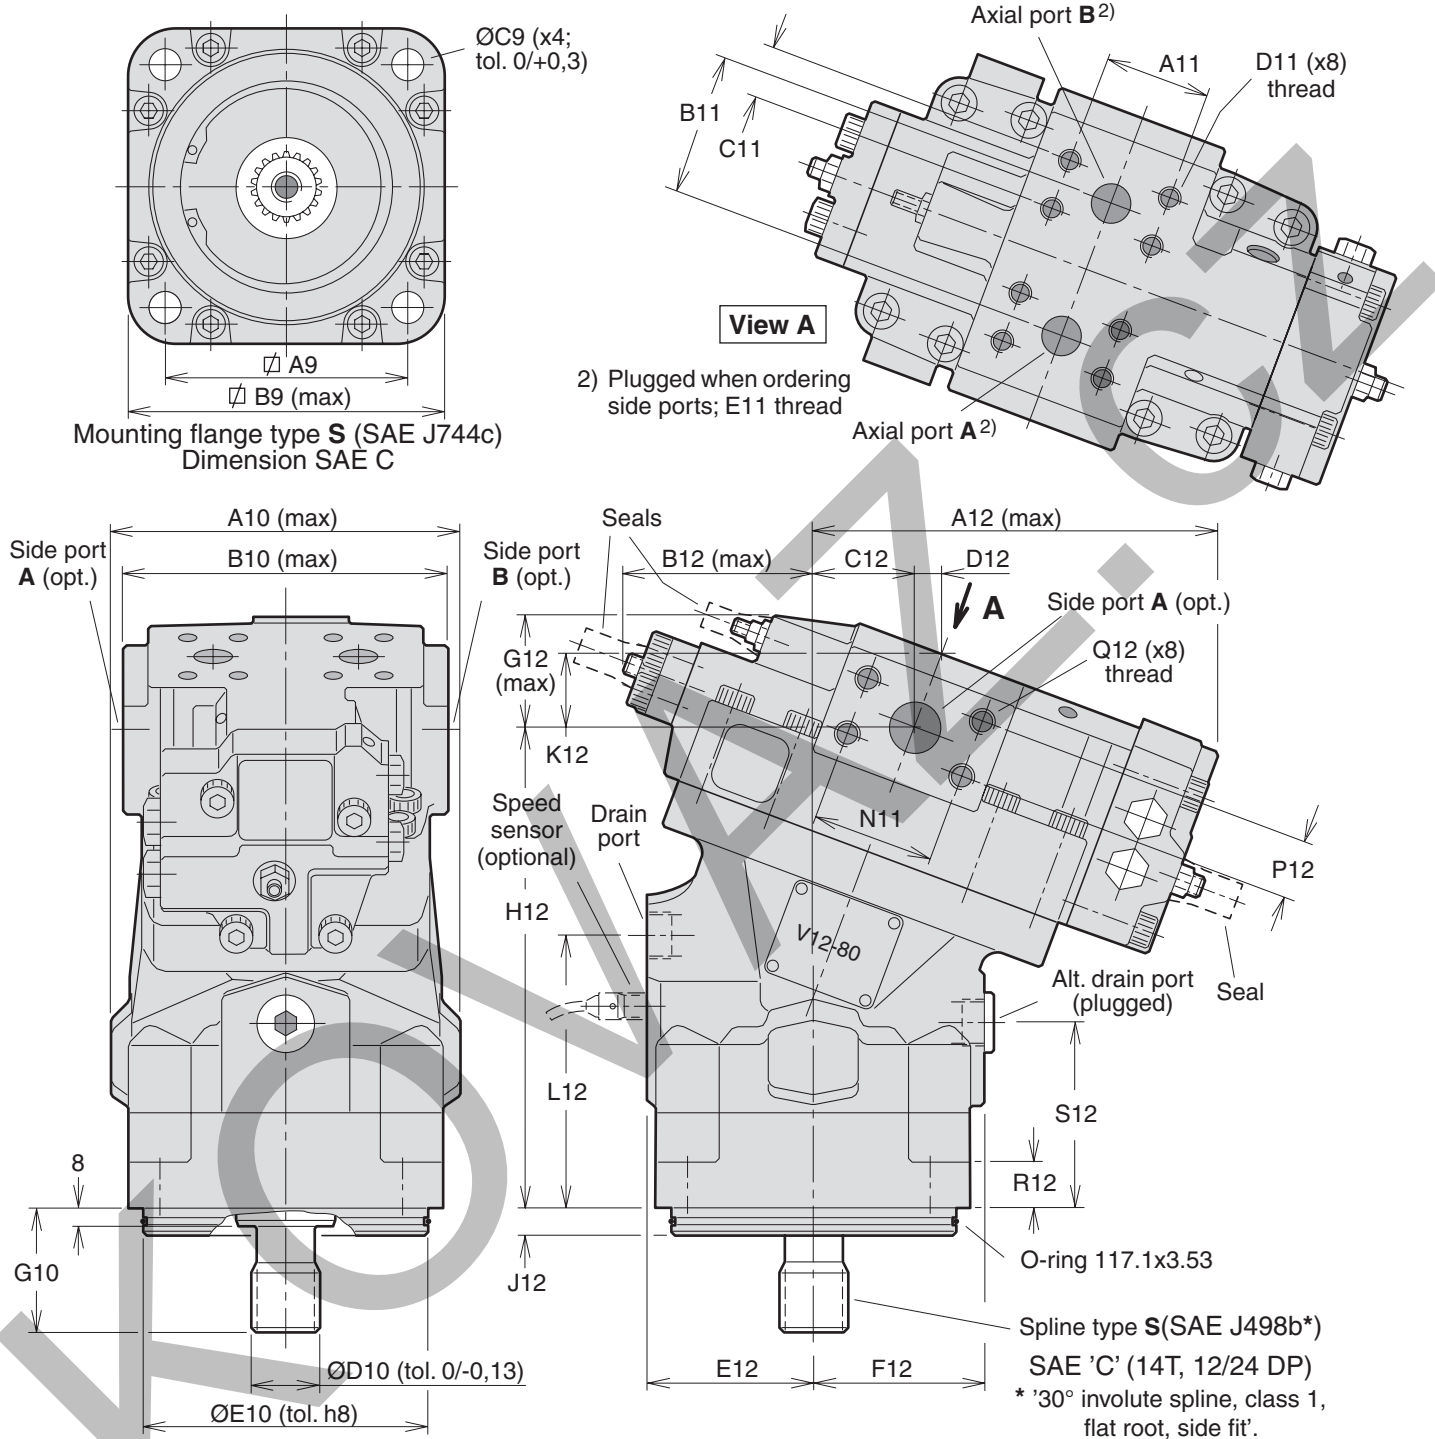 ØC9 (x4;
tol. 0/+0,3)
A9
B9 (max)
Mounting flange type S (SAE J744c)
Dimension SAE C
Axial port B 2)
A11
D11 (x8)
thread
B11
C11
View A
2) Plugged when ordering
side ports; E11 thread
Axial port A 2)
A10 (max)
B10 (max)
Side port
A (opt.)
Side port
B (opt.)
8
G10
ØD10 (tol. 0/-0,13)
ØE10 (tol. h8)
Seals
A12 (max)
B12 (max)
C12
D12
A
Side port A (opt.)
Q12 (x8)
thread
G12
(max)
K12
Speed
sensor
(optional)
Drain
port
N11
P12
H12
V12-80
Alt. drain port
(plugged)
Seal
L12
S12
R12
J12
O-ring 117.1x3.53
Spline type S(SAE J498b*)
SAE 'C' (14T, 12/24 DP)
* '30° involute spline, class 1,
flat root, side fit'.
E12
F12
KOVAZi.CZ